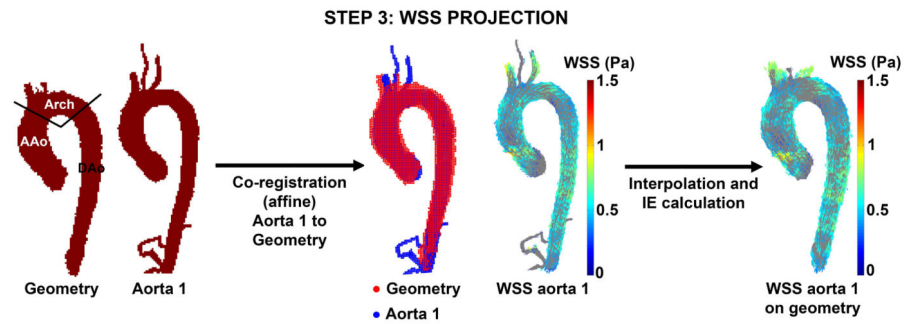 STEP 3: WSS PROJECTION
Arch
AAo
DAo
Geometry
Aorta 1
Co-registration
(affine)
Aorta 1 to
Geometry
Geometry
Aorta 1
WSS (Pa)
1.5
1
0.5
0
WSS aorta 1
Interpolation and
IE calculation
WSS (Pa)
1.5
1
0.5
0
WSS aorta 1
on geometry